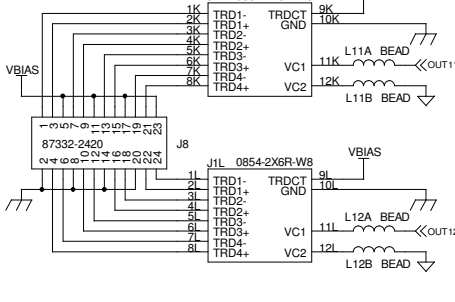 1K TRD1- TRDCT 9K
2K TRD1+ GND 10K
3K TRD2-
4K TRD2+
5K TRD3-
6K TRD3+ VC1 11K L11A BEAD OUT11
7K TRD4-
8K TRD4+ VC2 12K
L11B BEAD
VBIAS
1 3 5 7 9 11 13 15 17 19 21 23
87332-2420 J8
2 4 6 8 10 12 14 16 18 20 22 24
VBIAS
J1L 0854-2X6R-W8
1L TRD1- TRDCT 9L
2L TRD1+ GND 10L
3L TRD2-
4L TRD2+
5L TRD3-
6L TRD3+ VC1 11L L12A BEAD OUT12
7L TRD4-
8L TRD4+ VC2 12L
L12B BEAD